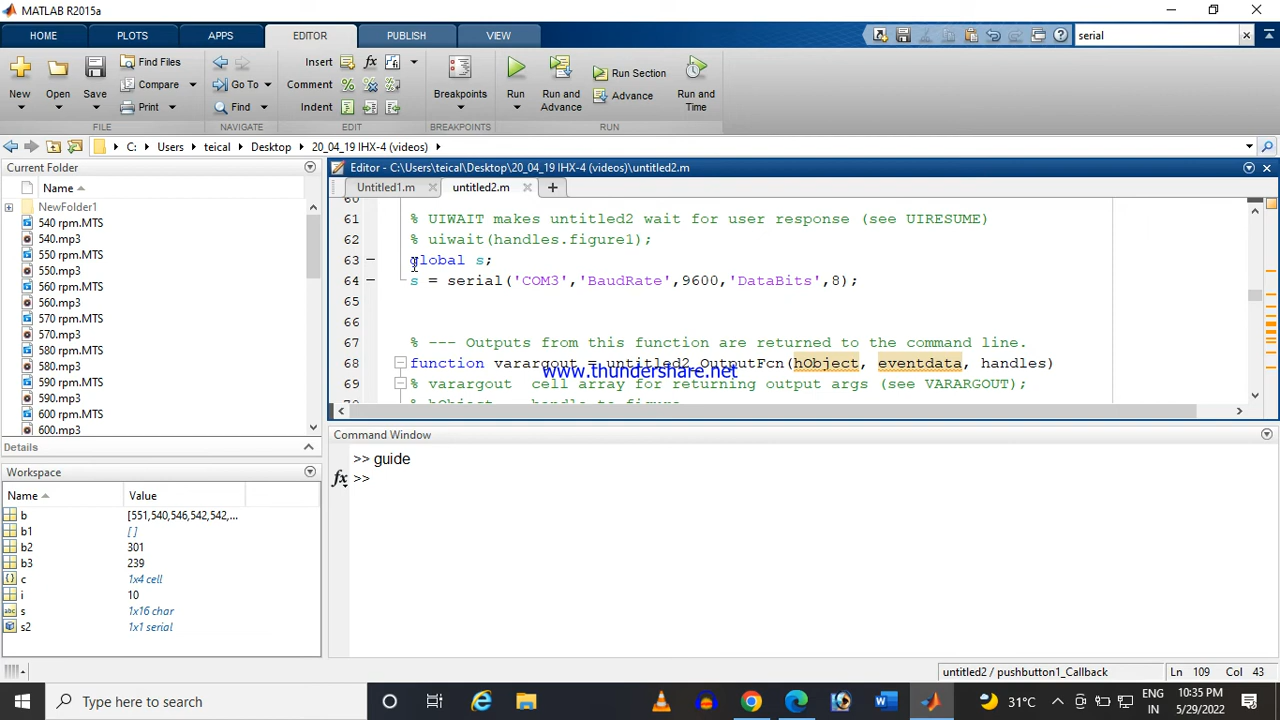 MATLAB R2015a
HOME PLOTS APPS EDITOR PUBLISH VIEW
serial
New Open Save
Find Files
Compare
Print
Go To
Find
Insert
Comment
Indent
Breakpoints
Run
Run and Advance
Run Section
Advance
Run and Time
FILE NAVIGATE EDIT BREAKPOINTS RUN
C: Users teical Desktop 20_04_19 IHX-4 (videos)
Current Folder
Name
NewFolder1
540 rpm.MTS
540.mp3
550 rpm.MTS
550.mp3
560 rpm.MTS
560.mp3
570 rpm.MTS
570.mp3
580 rpm.MTS
580.mp3
590 rpm.MTS
590.mp3
600 rpm.MTS
600.mp3
Details
Workspace
Name Value
b [551,540,546,542,542,...
b1 [ ]
b2 301
b3 239
c 1x4 cell
i 10
s 1x16 char
s2 1x1 serial
Editor - C:\Users\teical\Desktop\20_04_19 IHX-4 (videos)\untitled2.m
Untitled1.m untitled2.m
60
61 % UIWAIT makes untitled2 wait for user response (see UIRESUME)
62 % uiwait(handles.figure1);
63 global s;
64 s = serial('COM3','BaudRate',9600,'DataBits',8);
65
66
67 % --- Outputs from this function are returned to the command line.
68 function varargout = untitled2_OutputFcn(hObject, eventdata, handles)
www.thundershare.net
69 % varargout  cell array for returning output args (see VARARGOUT);
70 % hObject    handle to figure
Command Window
>> guide
fx >>
untitled2 / pushbutton1_Callback Ln 109 Col 43
Type here to search
31°C
ENG
IN
10:35 PM
5/29/2022